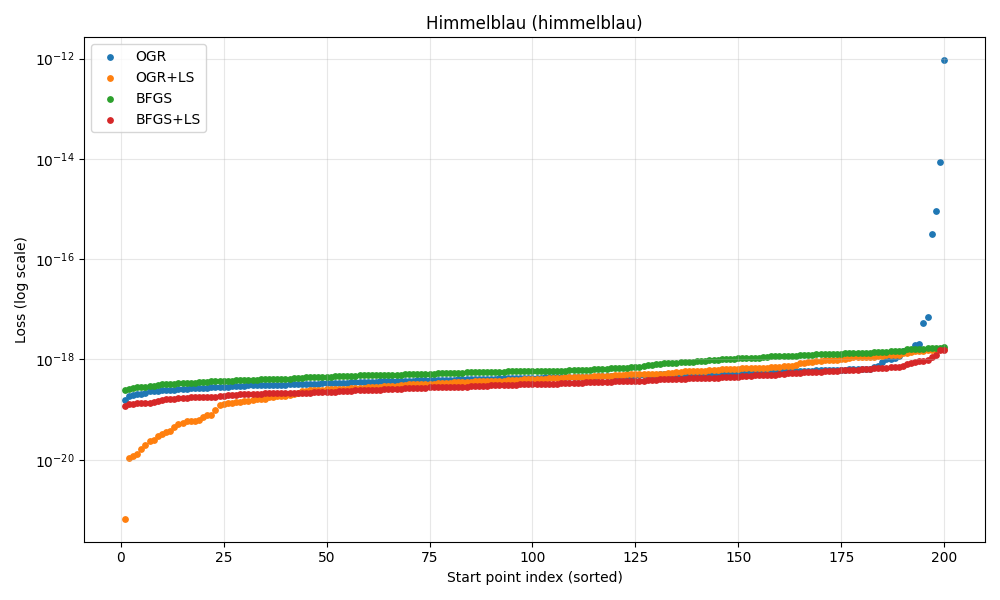 Himmelblau (himmelblau)
OGR
OGR+LS
BFGS
BFGS+LS
Loss (log scale)
10⁻¹²
10⁻¹⁴
10⁻¹⁶
10⁻¹⁸
10⁻²⁰
0 25 50 75 100 125 150 175 200
Start point index (sorted)